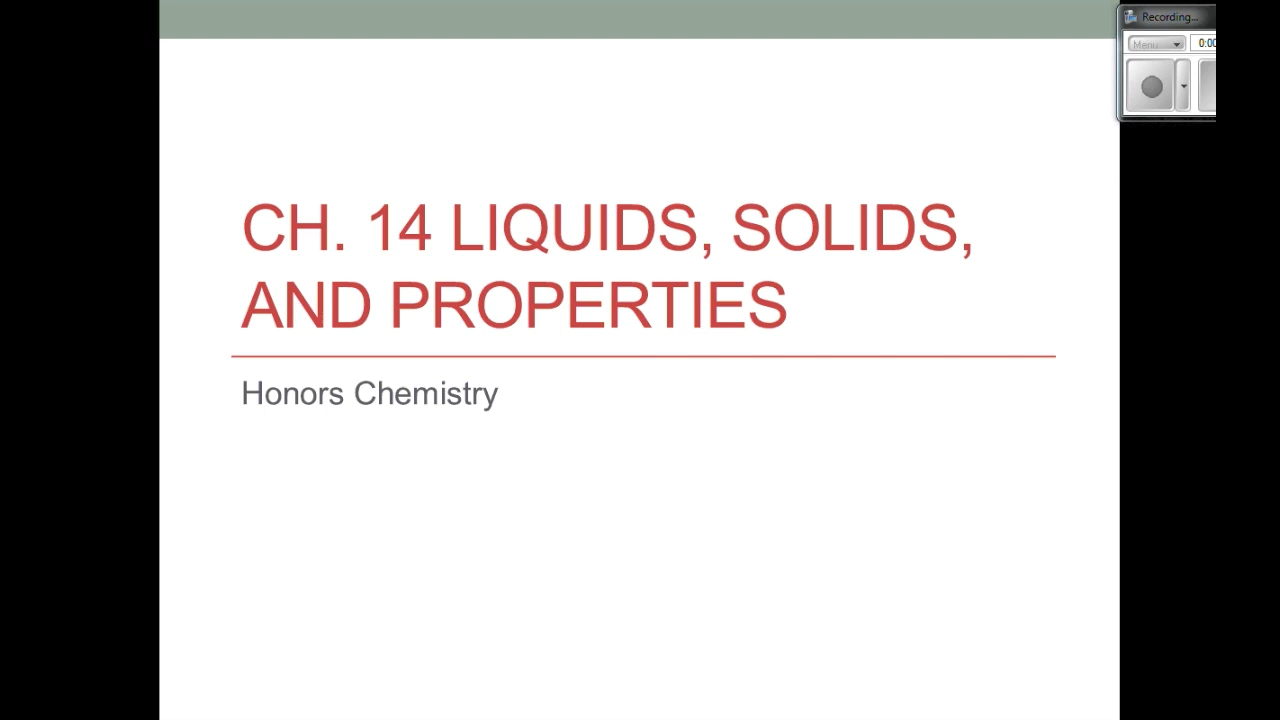 Recording...
Menu
0:00
CH. 14 LIQUIDS, SOLIDS,
AND PROPERTIES
Honors Chemistry